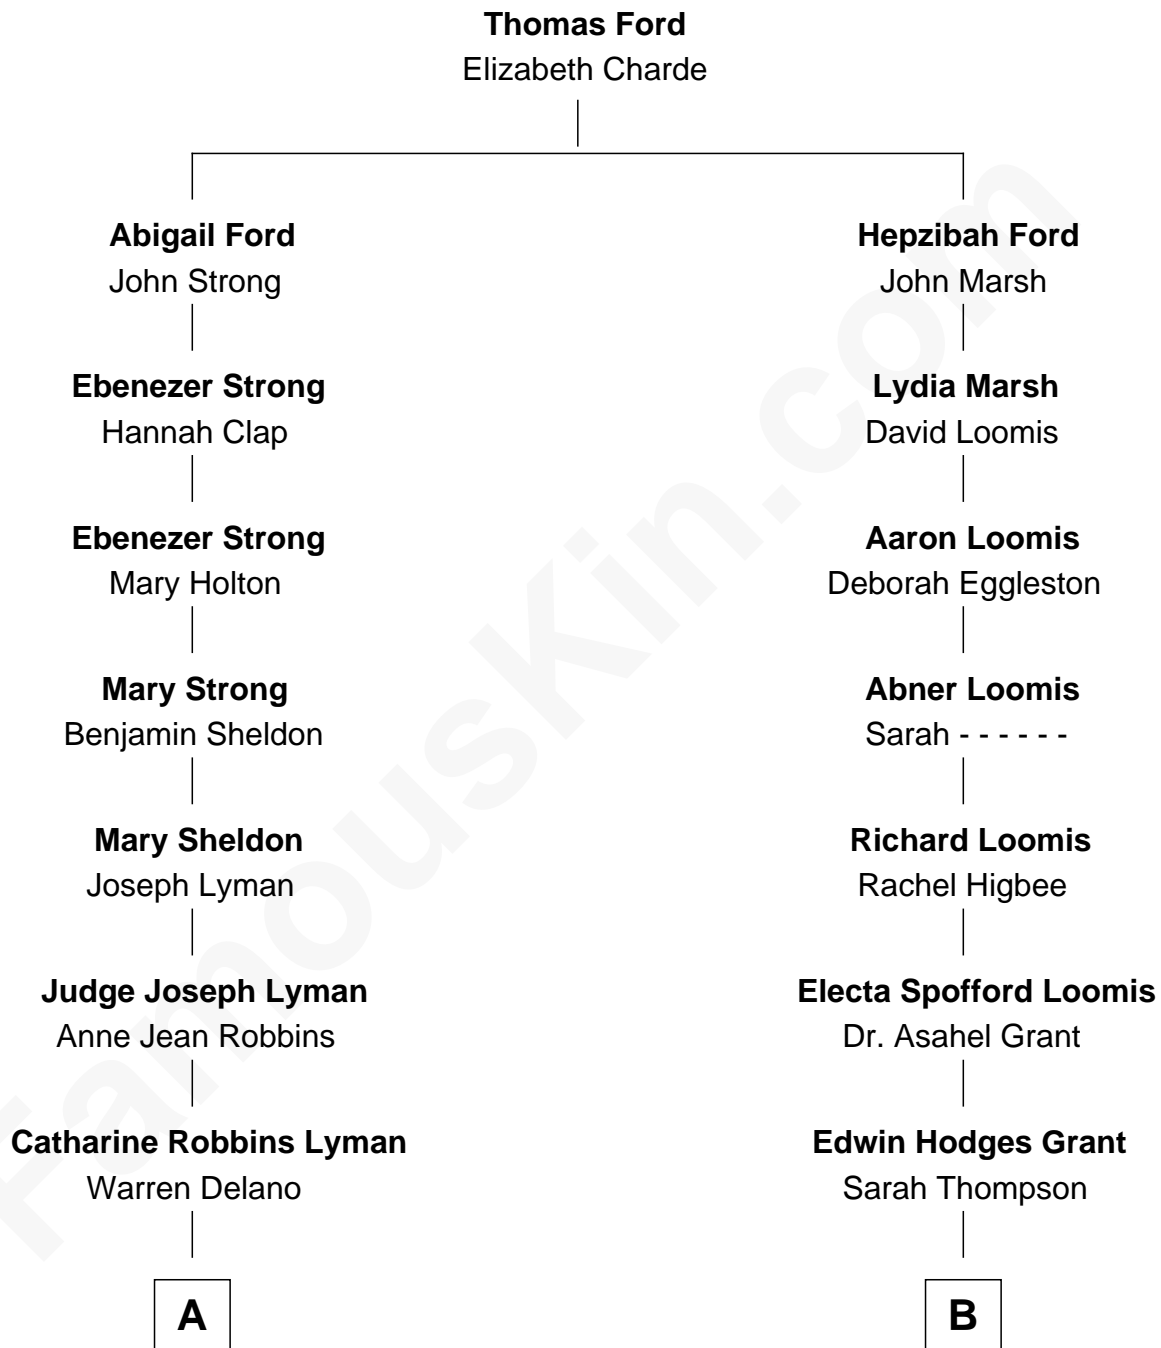 Thomas Ford
Elizabeth Charde
Abigail Ford
John Strong
Hepzibah Ford
John Marsh
Ebenezer Strong
Hannah Clap
Lydia Marsh
David Loomis
Ebenezer Strong
Mary Holton
Aaron Loomis
Deborah Eggleston
Mary Strong
Benjamin Sheldon
Abner Loomis
Sarah - - - - - -
Mary Sheldon
Joseph Lyman
Richard Loomis
Rachel Higbee
Judge Joseph Lyman
Anne Jean Robbins
Electa Spofford Loomis
Dr. Asahel Grant
Catharine Robbins Lyman
Warren Delano
Edwin Hodges Grant
Sarah Thompson
A
B
FamousKin.com